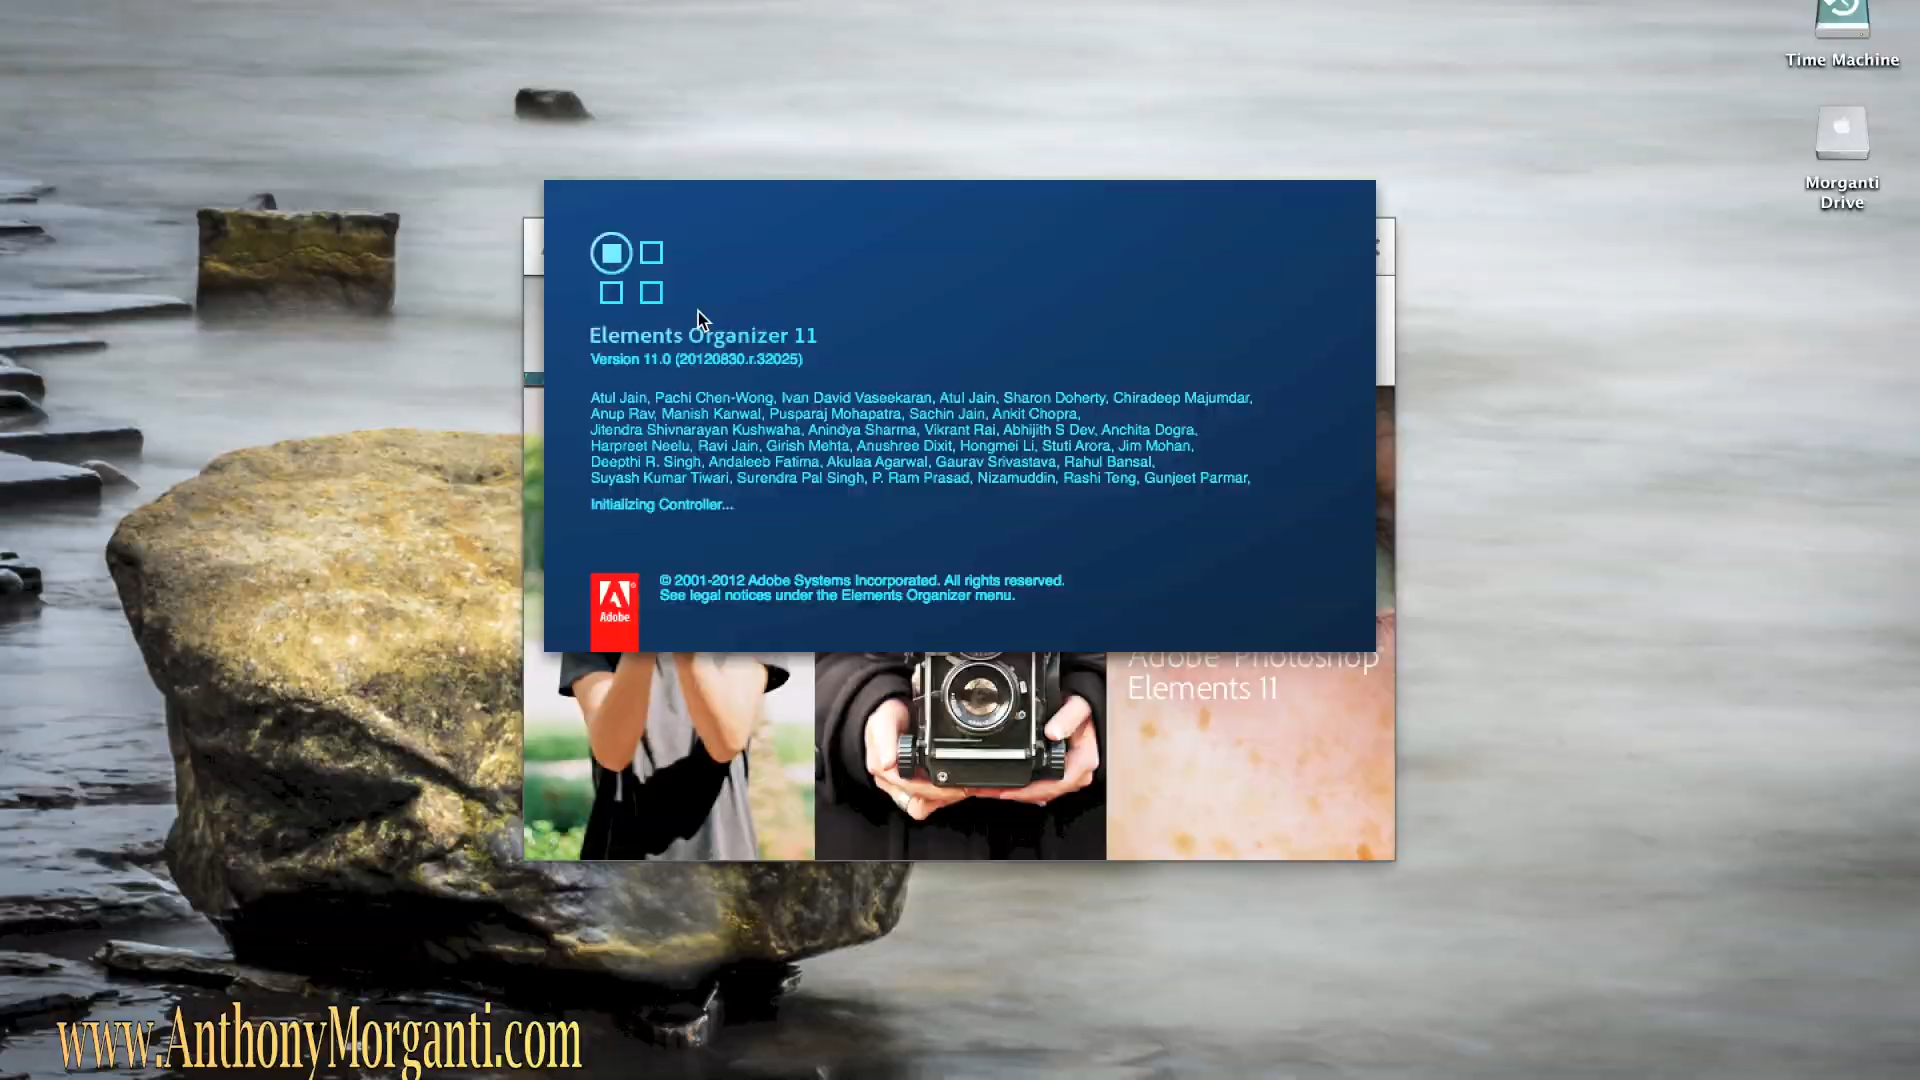 Time Machine
Morganti
Drive
Elements Organizer 11
Version 11.0 (20120830.r.32025)
Atul Jain, Pachi Chen-Wong, Ivan David Vaseekaran, Atul Jain, Sharon Doherty, Chiradeep Majumdar,
Anup Rav, Manish Kanwal, Pusparaj Mohapatra, Sachin Jain, Ankit Chopra,
Jitendra Shivnarayan Kushwaha, Anindya Sharma, Vikrant Rai, Abhijith S Dev, Anchita Dogra,
Harpreet Neelu, Ravi Jain, Girish Mehta, Anushree Dixit, Hongmei Li, Stuti Arora, Jim Mohan,
Deepthi R. Singh, Andaleeb Fatima, Akulaa Agarwal, Gaurav Srivastava, Rahul Bansal,
Suyash Kumar Tiwari, Surendra Pal Singh, P. Ram Prasad, Nizamuddin, Rashi Teng, Gunjeet Parmar,
Initializing Controller...
Adobe
© 2001-2012 Adobe Systems Incorporated. All rights reserved.
See legal notices under the Elements Organizer menu.
Adobe® Photoshop®
Elements 11
www.AnthonyMorganti.com